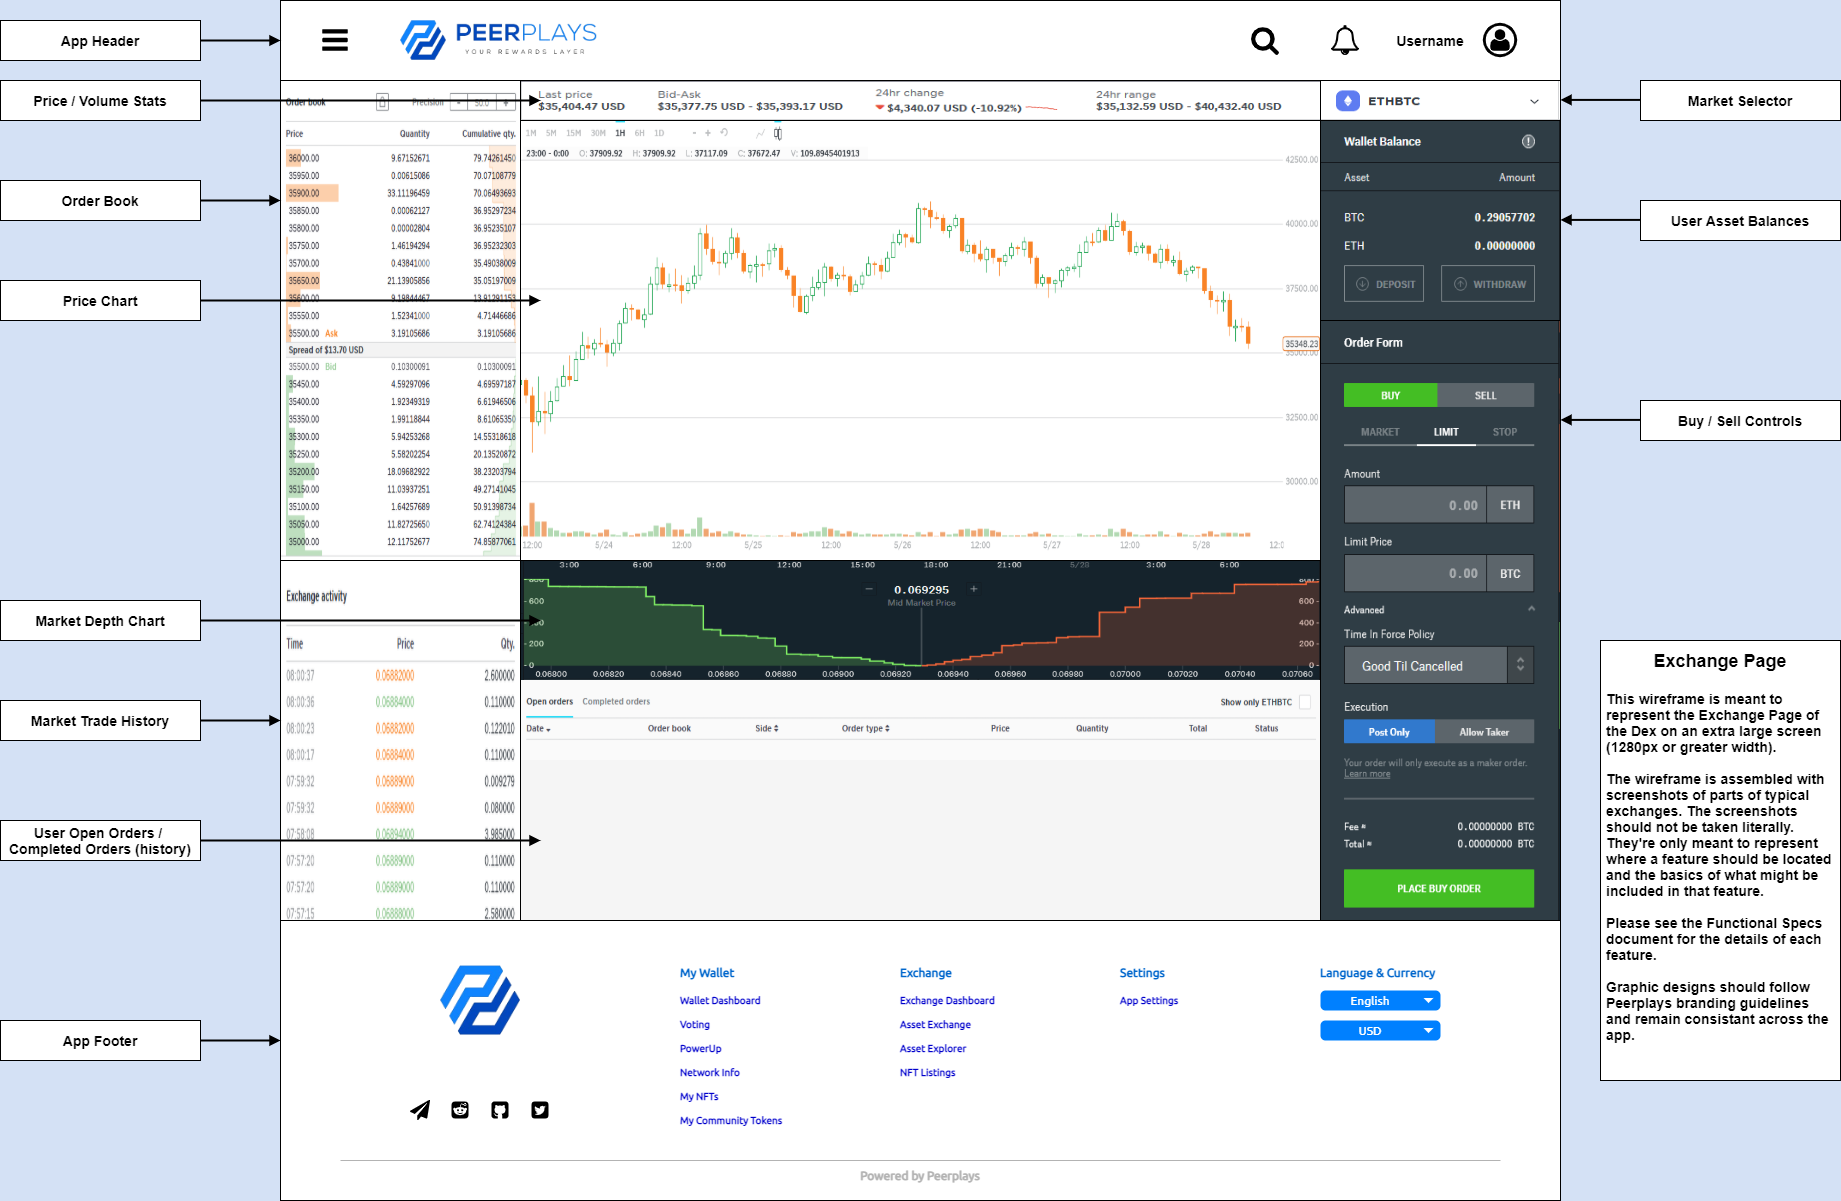 App Header
PEERPLAYS
YOUR REWARDS LAYER
Username
Price / Volume Stats
Order book
Precision - 50.0 +
Last price
$35,404.47 USD
Bid-Ask
$35,377.75 USD - $35,393.17 USD
24hr change
$4,340.07 USD (-10.92%)
24hr range
$35,132.59 USD - $40,432.40 USD
ETHBTC
Market Selector
Order Book
Price Quantity Cumulative qty.
36000.00 9.67152671 79.74261450
35950.00 0.00615086 70.07108779
35900.00 33.11196459 70.06493693
35850.00 0.00062127 36.95297234
35800.00 0.00002804 36.95235107
35750.00 1.46194294 36.95232303
35700.00 0.43841000 35.49038009
35650.00 21.13905856 35.05197009
35600.00 9.19844467 13.91291153
35550.00 1.52341000 4.71446686
35500.00 Ask 3.19105686 3.19105686
Spread of $13.70 USD
35500.00 Bid 0.10300091 0.10300091
35450.00 4.59297096 4.69597187
35400.00 1.92349319 6.61946506
35350.00 1.99118844 8.61065350
35300.00 5.94253268 14.55318618
35250.00 5.58202254 20.13520872
35200.00 18.09682922 38.23203794
35150.00 11.03937251 49.27141045
35100.00 1.64257689 50.91398734
35050.00 11.82725650 62.74124384
35000.00 12.11752677 74.85877061
Price Chart
1M 5M 15M 30M 1H 6H 1D - +
23:00 - 0:00 O: 37909.92 H: 37909.92 L: 37117.09 C: 37672.47 V: 109.8945401913
42500.00
40000.00
37500.00
35348.23
35000.00
32500.00
30000.00
12:00 5/24 12:00 5/25 12:00 5/26 12:00 5/27 12:00 5/28 12:0
Wallet Balance
Asset Amount
BTC 0.29057702
ETH 0.00000000
DEPOSIT WITHDRAW
User Asset Balances
Order Form
BUY SELL
MARKET LIMIT STOP
Buy / Sell Controls
Amount
0.00 ETH
Limit Price
0.00 BTC
Advanced
Time In Force Policy
Good Til Cancelled
Execution
Post Only Allow Taker
Your order will only execute as a maker order.
Learn more
Fee ≈ 0.00000000 BTC
Total ≈ 0.00000000 BTC
PLACE BUY ORDER
Market Depth Chart
3:00 6:00 9:00 12:00 15:00 18:00 21:00 5/28 3:00 6:00
- 0.069295 +
Mid Market Price
800 800
600 600
400 400
200 200
0 0
0.06800 0.06820 0.06840 0.06860 0.06880 0.06900 0.06920 0.06940 0.06960 0.06980 0.07000 0.07020 0.07040 0.07060
Market Trade History
Exchange activity
Time Price Qty.
08:00:37 0.06882000 2.600000
08:00:36 0.06884000 0.110000
08:00:23 0.06882000 0.122010
08:00:17 0.06884000 0.110000
07:59:32 0.06889000 0.009279
07:59:32 0.06889000 0.080000
07:58:08 0.06894000 3.985000
07:57:20 0.06889000 0.110000
07:57:20 0.06889000 0.110000
07:57:15 0.06888000 2.580000
User Open Orders /
Completed Orders (history)
Open orders Completed orders Show only ETHBTC
Date Order book Side Order type Price Quantity Total Status
Exchange Page
This wireframe is meant to
represent the Exchange Page of
the Dex on an extra large screen
(1280px or greater width).
The wireframe is assembled with
screenshots of parts of typical
exchanges. The screenshots
should not be taken literally.
They're only meant to represent
where a feature should be located
and the basics of what might be
included in that feature.
Please see the Functional Specs
document for the details of each
feature.
Graphic designs should follow
Peerplays branding guidelines
and remain consistant across the
app.
App Footer
My Wallet
Wallet Dashboard
Voting
PowerUp
Network Info
My NFTs
My Community Tokens
Exchange
Exchange Dashboard
Asset Exchange
Asset Explorer
NFT Listings
Settings
App Settings
Language & Currency
English
USD
Powered by Peerplays